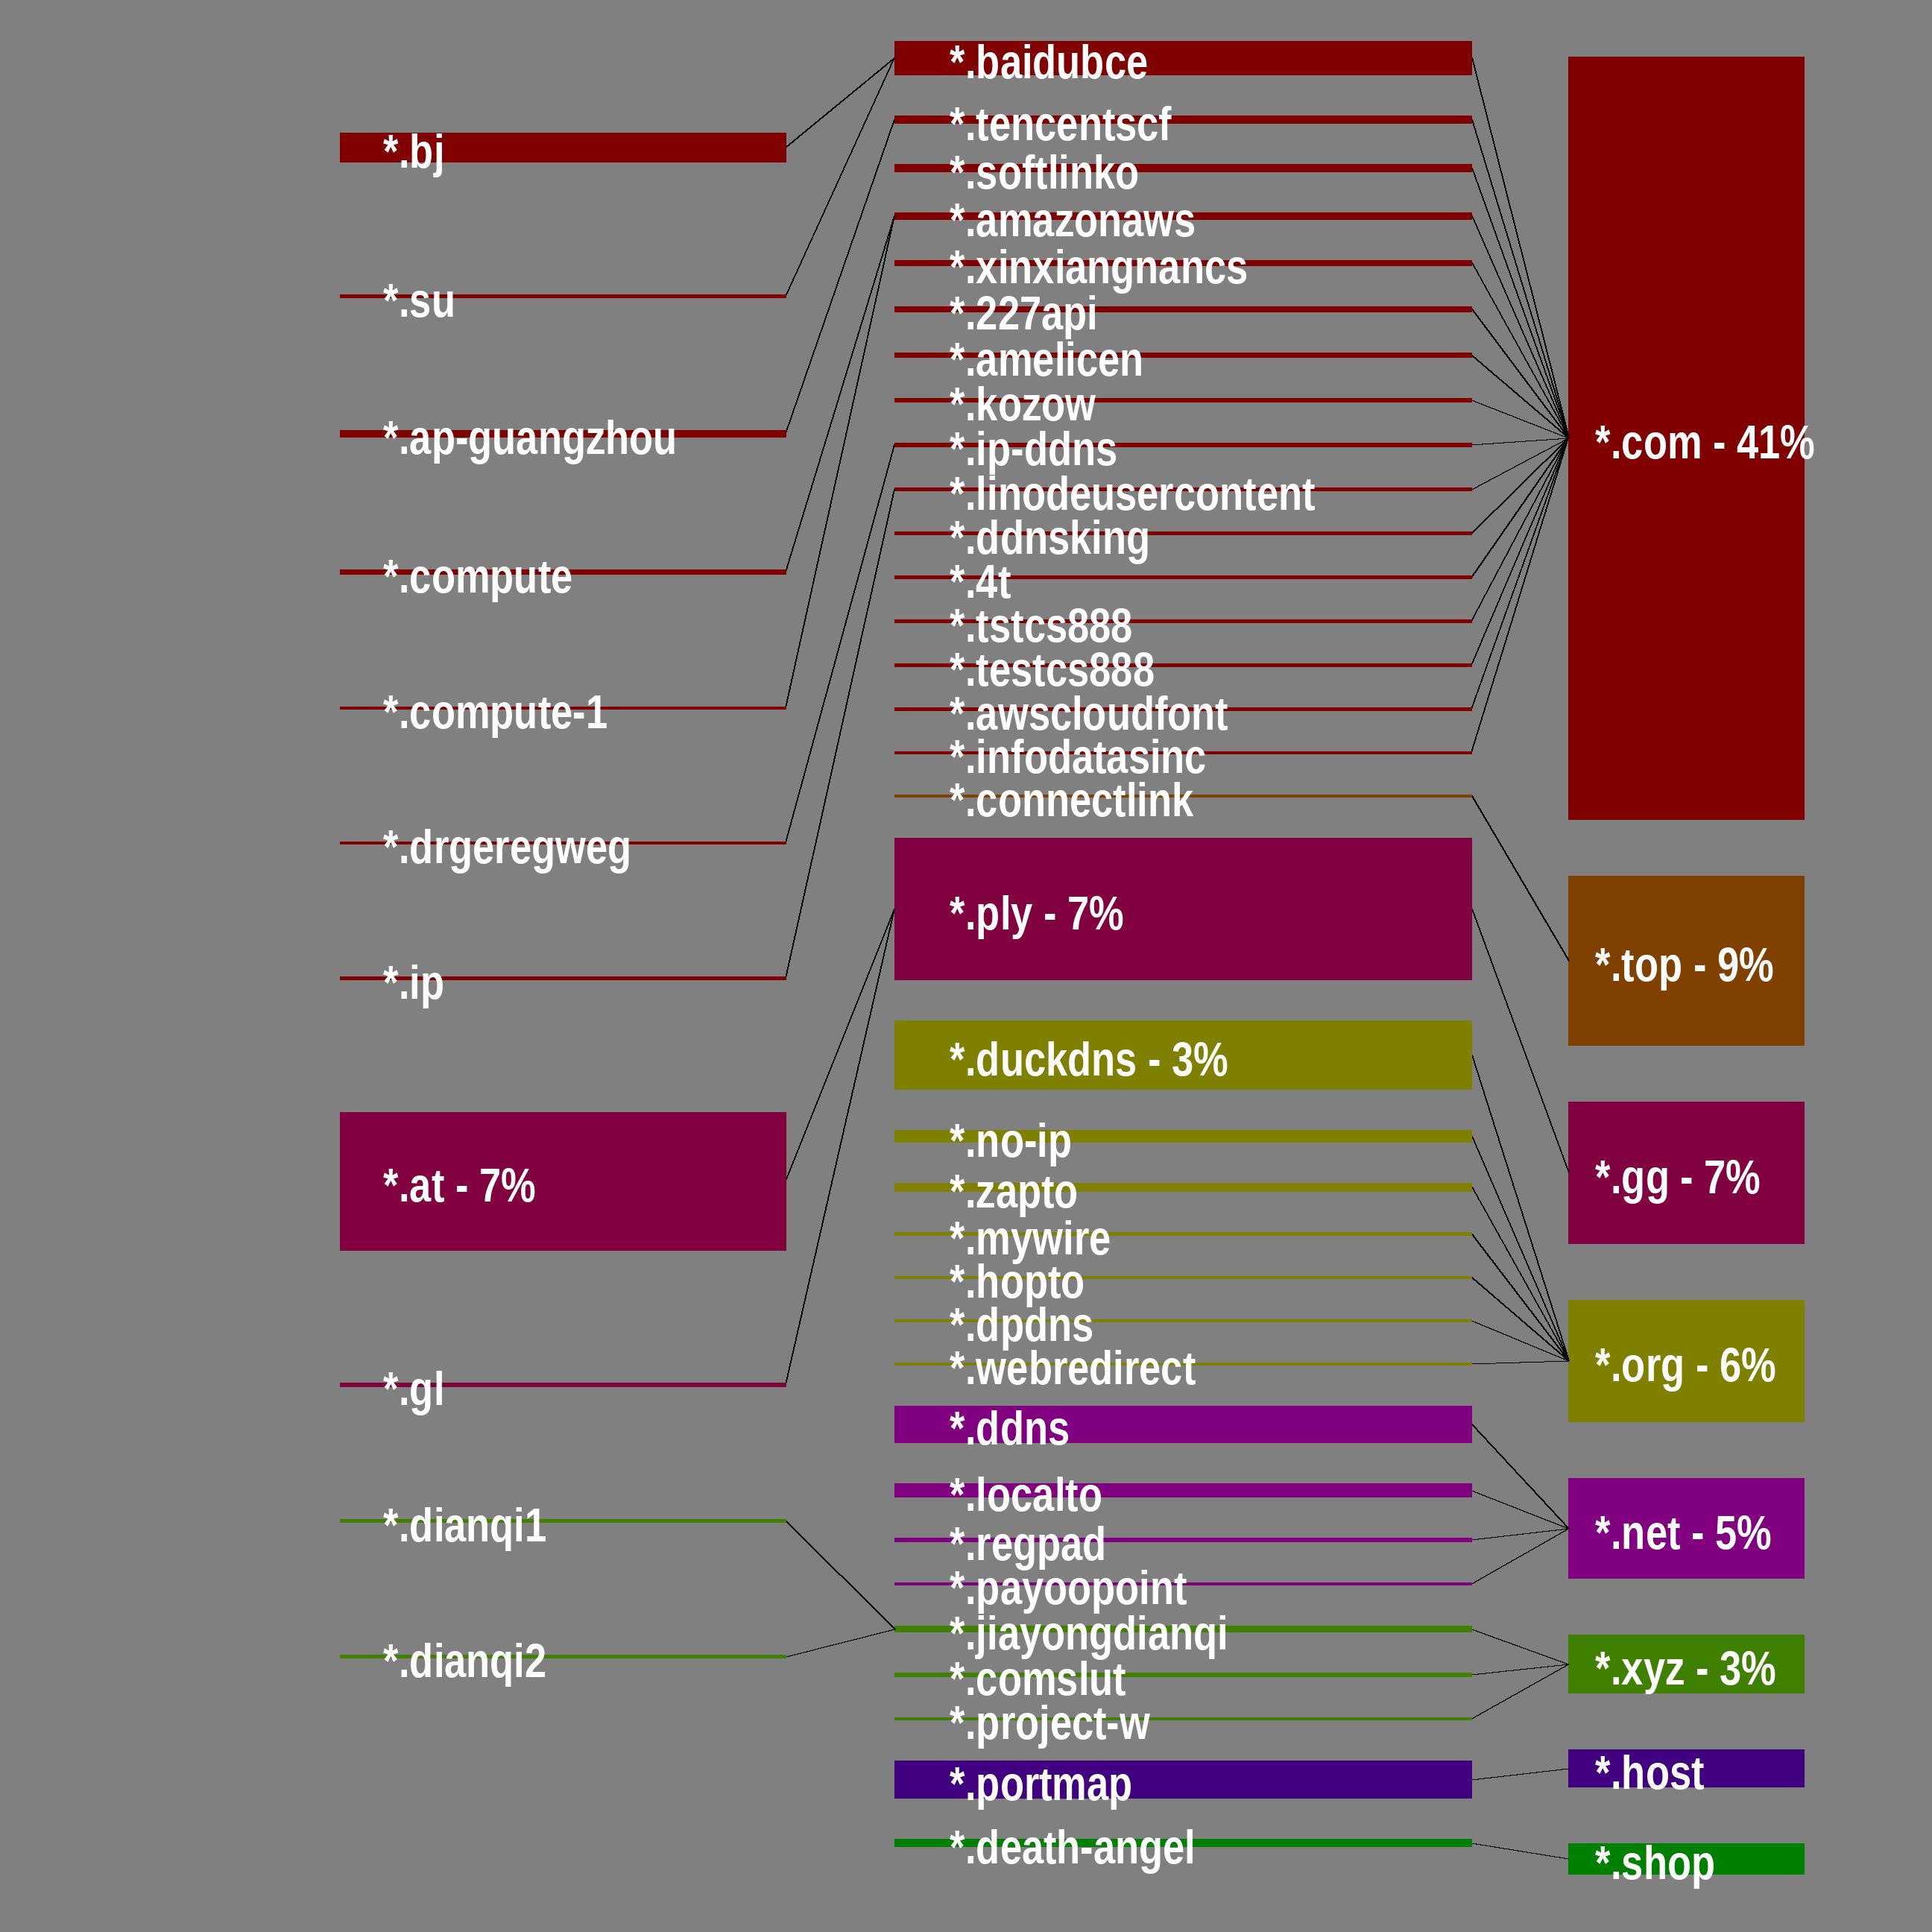 *.bj
*.su
*.ap-guangzhou
*.compute
*.compute-1
*.drgeregweg
*.ip
*.at - 7%
*.gl
*.dianqi1
*.dianqi2
*.baidubce
*.tencentscf
*.softlinko
*.amazonaws
*.xinxiangnancs
*.227api
*.amelicen
*.kozow
*.ip-ddns
*.linodeusercontent
*.ddnsking
*.4t
*.tstcs888
*.testcs888
*.awscloudfont
*.infodatasinc
*.connectlink
*.ply - 7%
*.duckdns - 3%
*.no-ip
*.zapto
*.mywire
*.hopto
*.dpdns
*.webredirect
*.ddns
*.localto
*.regpad
*.payoopoint
*.jiayongdianqi
*.comslut
*.project-w
*.portmap
*.death-angel
*.com - 41%
*.top - 9%
*.gg - 7%
*.org - 6%
*.net - 5%
*.xyz - 3%
*.host
*.shop